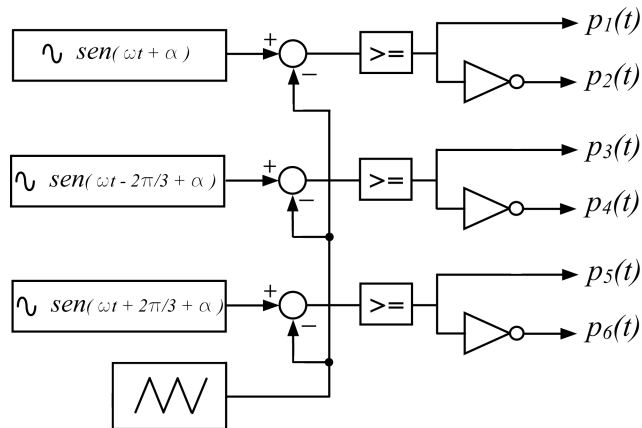 sen(ωt + α)
+
−
>=
p1(t)
p2(t)
sen(ωt - 2π/3 + α)
+
−
>=
p3(t)
p4(t)
sen(ωt + 2π/3 + α)
+
−
>=
p5(t)
p6(t)